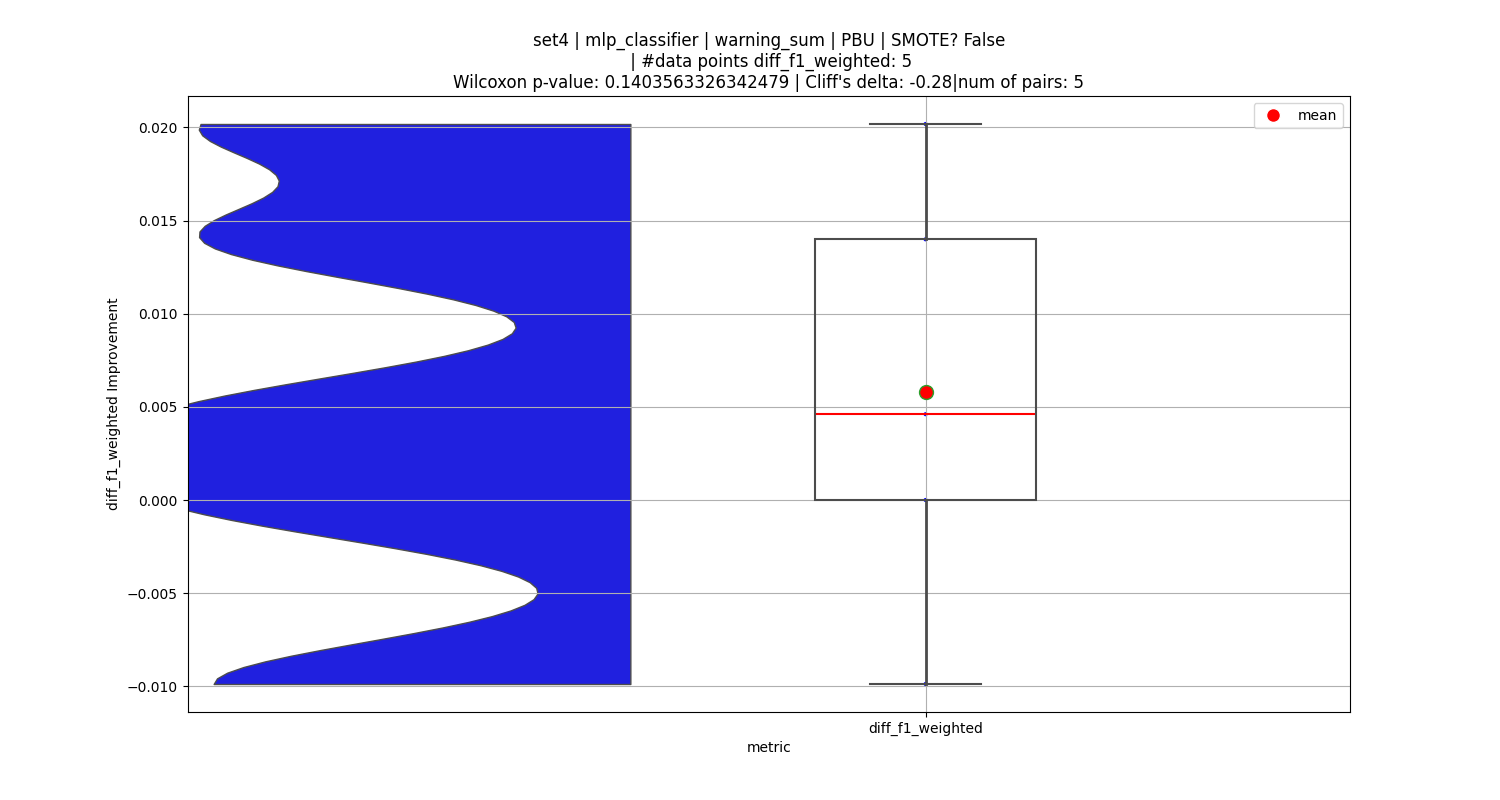 set4 | mlp_classifier | warning_sum | PBU | SMOTE? False
| #data points diff_f1_weighted: 5
Wilcoxon p-value: 0.1403563326342479 | Cliff's delta: -0.28|num of pairs: 5
mean
0.020
0.015
0.010
0.005
0.000
−0.005
−0.010
diff_f1_weighted Improvement
diff_f1_weighted
metric